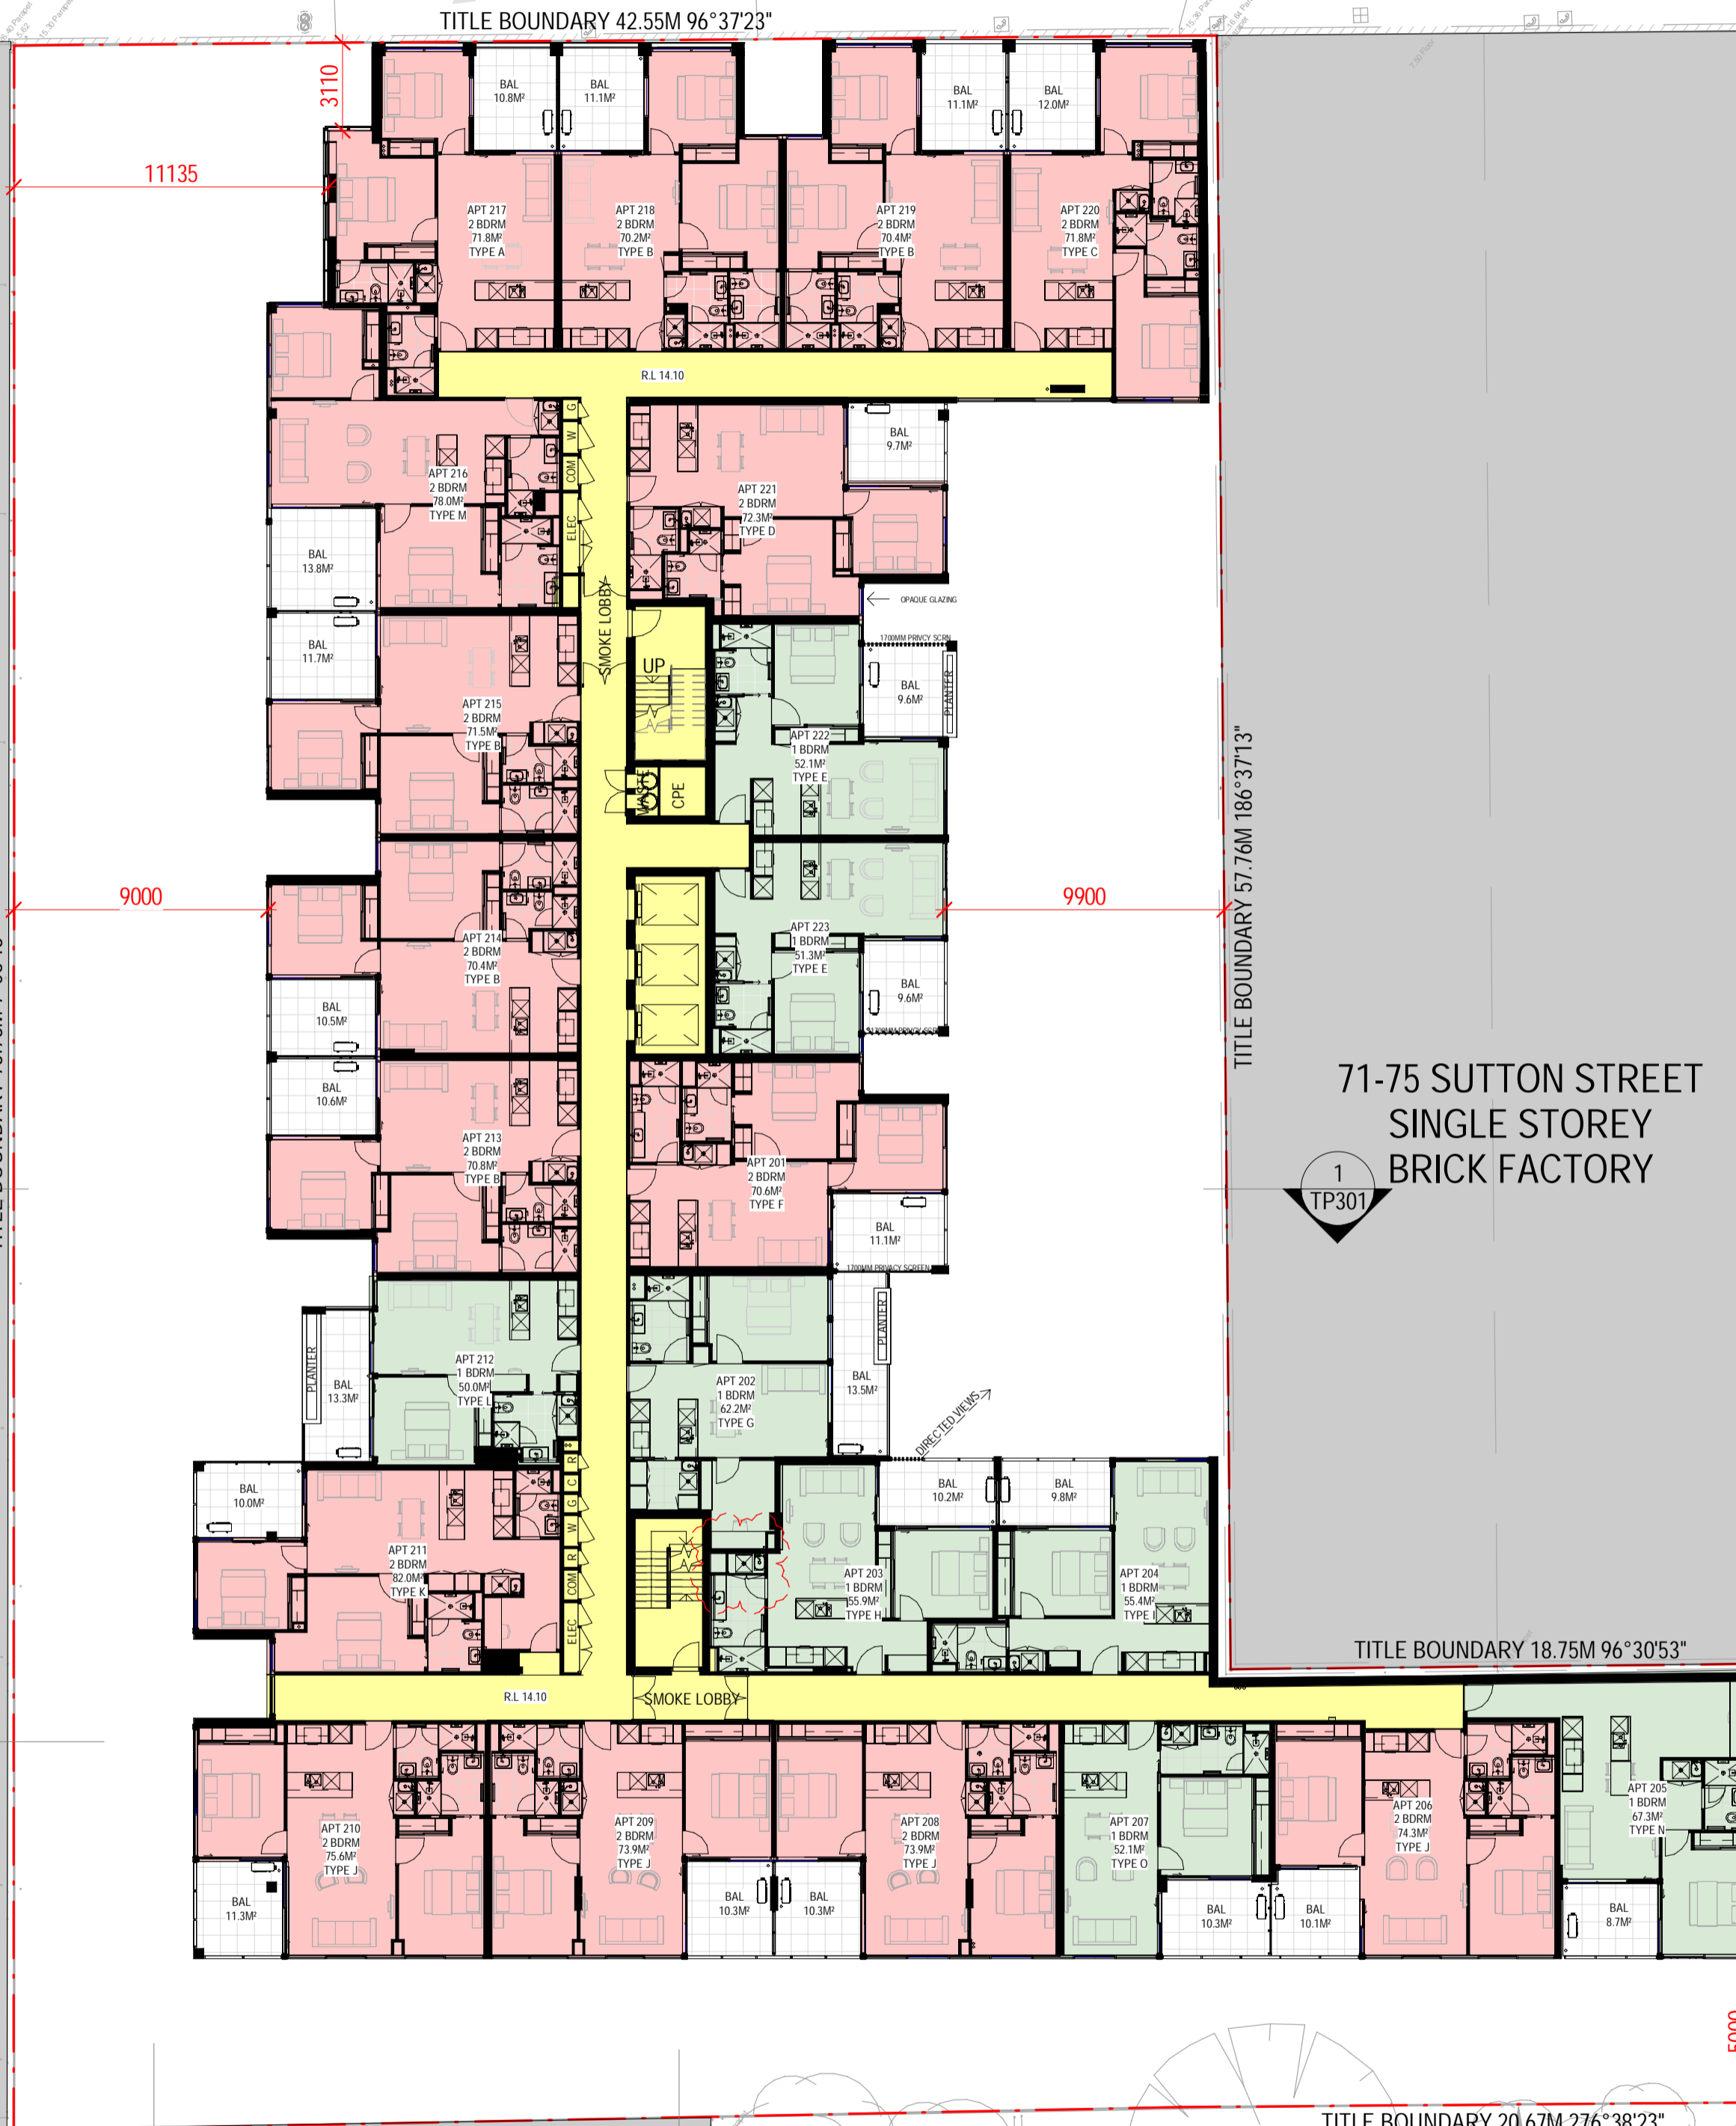 TITLE BOUNDARY 42.55M 96°37'23"
3110
11135
BAL
10.8M²
BAL
11.1M²
BAL
11.1M²
BAL
12.0M²
APT 217
2 BDRM
71.8M²
TYPE A
APT 218
2 BDRM
70.2M²
TYPE B
APT 219
2 BDRM
70.4M²
TYPE B
APT 220
2 BDRM
71.8M²
TYPE C
R.L 14.10
G
W
COM
ELEC
APT 216
2 BDRM
78.0M²
TYPE M
BAL
13.8M²
BAL
9.7M²
APT 221
2 BDRM
72.3M²
TYPE D
OPAQUE GLAZING
SMOKE LOBBY
BAL
11.7M²
UP
1700MM PRIVCY SCRN
BAL
9.6M²
PLANTER
APT 215
2 BDRM
71.5M²
TYPE B
APT 222
1 BDRM
52.1M²
TYPE E
WASTE
CPE
TITLE BOUNDARY 57.76M 186°37'13"
9000
9900
APT 214
2 BDRM
70.4M²
TYPE B
APT 223
1 BDRM
51.3M²
TYPE E
BAL
10.5M²
BAL
9.6M²
BAL
10.6M²
71-75 SUTTON STREET
SINGLE STOREY
BRICK FACTORY
1
TP301
APT 213
2 BDRM
70.8M²
TYPE B
APT 201
2 BDRM
70.6M²
TYPE F
BAL
11.1M²
1700MM PRIVACY SCREEN
PLANTER
BAL
13.3M²
APT 212
1 BDRM
50.0M²
TYPE L
APT 202
1 BDRM
62.2M²
TYPE G
PLANTER
BAL
13.5M²
DIRECTED VIEWS
R
C
G
W
R
COM
ELEC
BAL
10.0M²
BAL
10.2M²
BAL
9.8M²
APT 211
2 BDRM
82.0M²
TYPE K
APT 203
1 BDRM
55.9M²
TYPE H
APT 204
1 BDRM
55.4M²
TYPE I
TITLE BOUNDARY 18.75M 96°30'53"
R.L 14.10
SMOKE LOBBY
APT 210
2 BDRM
75.6M²
TYPE J
APT 209
2 BDRM
73.9M²
TYPE J
APT 208
2 BDRM
73.9M²
TYPE J
APT 207
1 BDRM
52.1M²
TYPE O
APT 206
2 BDRM
74.3M²
TYPE J
APT 205
1 BDRM
67.3M²
TYPE N
BAL
11.3M²
BAL
10.3M²
BAL
10.3M²
BAL
10.3M²
BAL
10.1M²
BAL
8.7M²
TITLE BOUNDARY 20.67M 276°38'23"